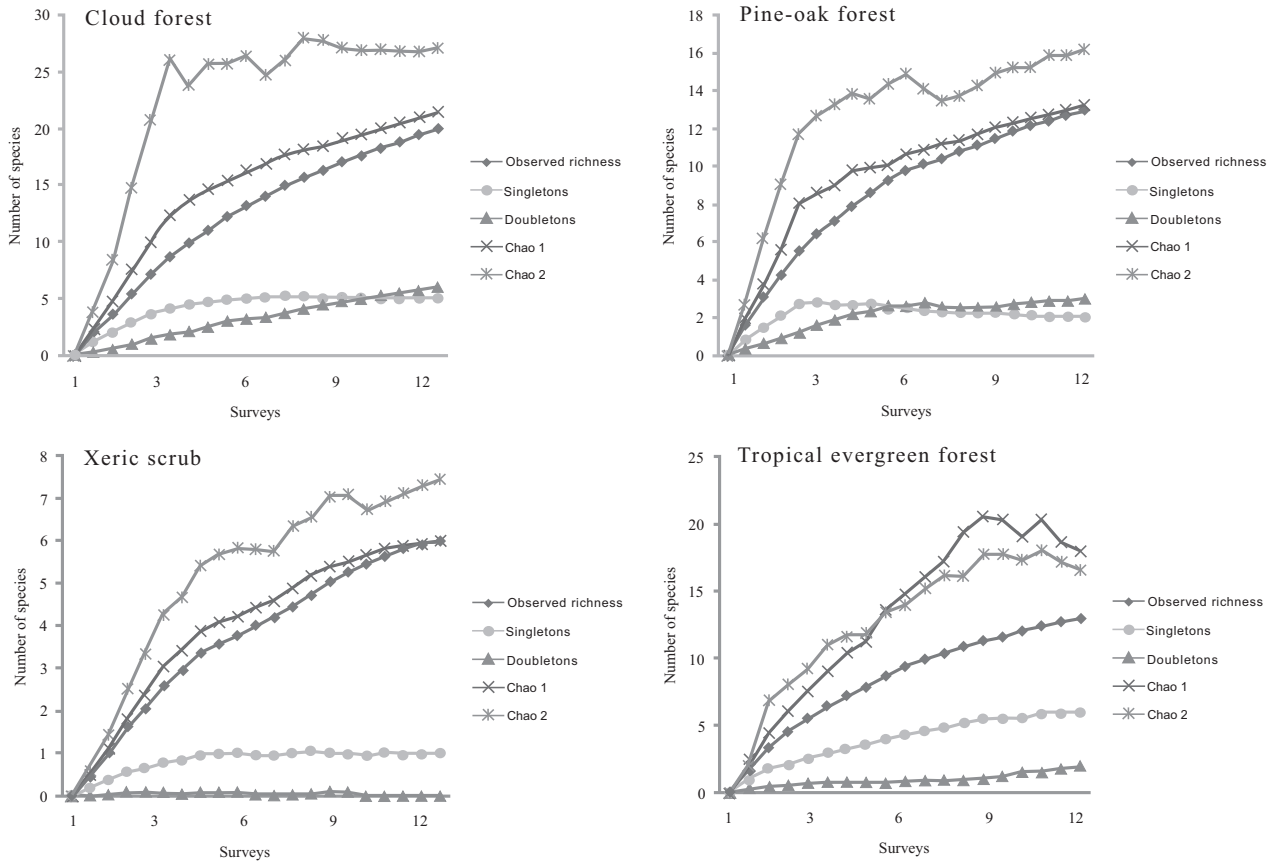 Cloud forest
30
25
20
15
10
5
0
Number of species
1 3 6 9 12
Surveys
Observed richness
Singletons
Doubletons
Chao 1
Chao 2
Pine-oak forest
18
16
14
12
10
8
6
4
2
0
Number of species
1 3 6 9 12
Surveys
Observed richness
Singletons
Doubletons
Chao 1
Chao 2
Xeric scrub
8
7
6
5
4
3
2
1
0
Number of species
1 3 6 9 12
Surveys
Observed richness
Singletons
Doubletons
Chao 1
Chao 2
Tropical evergreen forest
25
20
15
10
5
0
Number of species
1 3 6 9 12
Surveys
Observed richness
Singletons
Doubletons
Chao 1
Chao 2